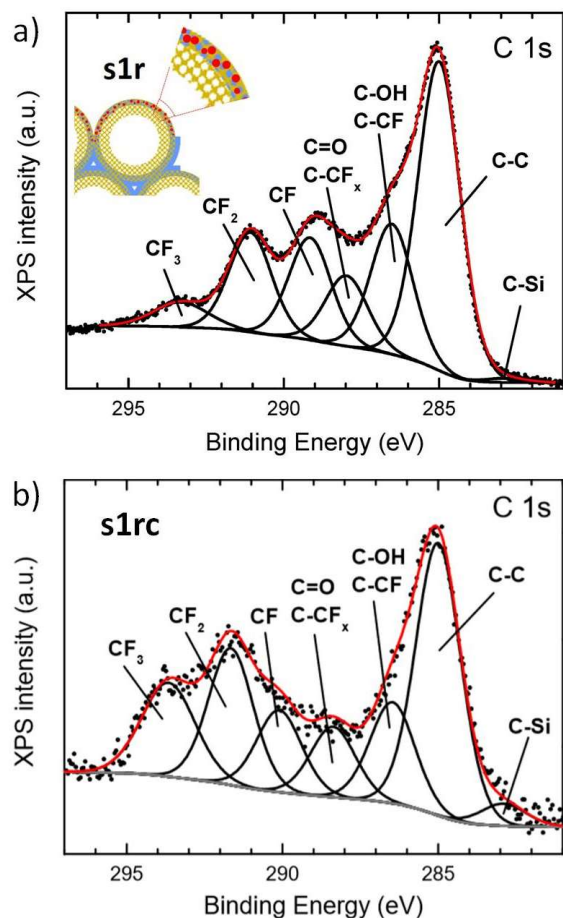 a)
s1r
C 1s
C-OH
C-CF
C=O
C-CFx
CF
CF2
CF3
C-C
C-Si
XPS intensity (a.u.)
295 290 285
Binding Energy (eV)
b)
s1rc
C 1s
C-OH
C-CF
C=O
C-CFx
CF
CF2
CF3
C-C
C-Si
XPS intensity (a.u.)
295 290 285
Binding Energy (eV)